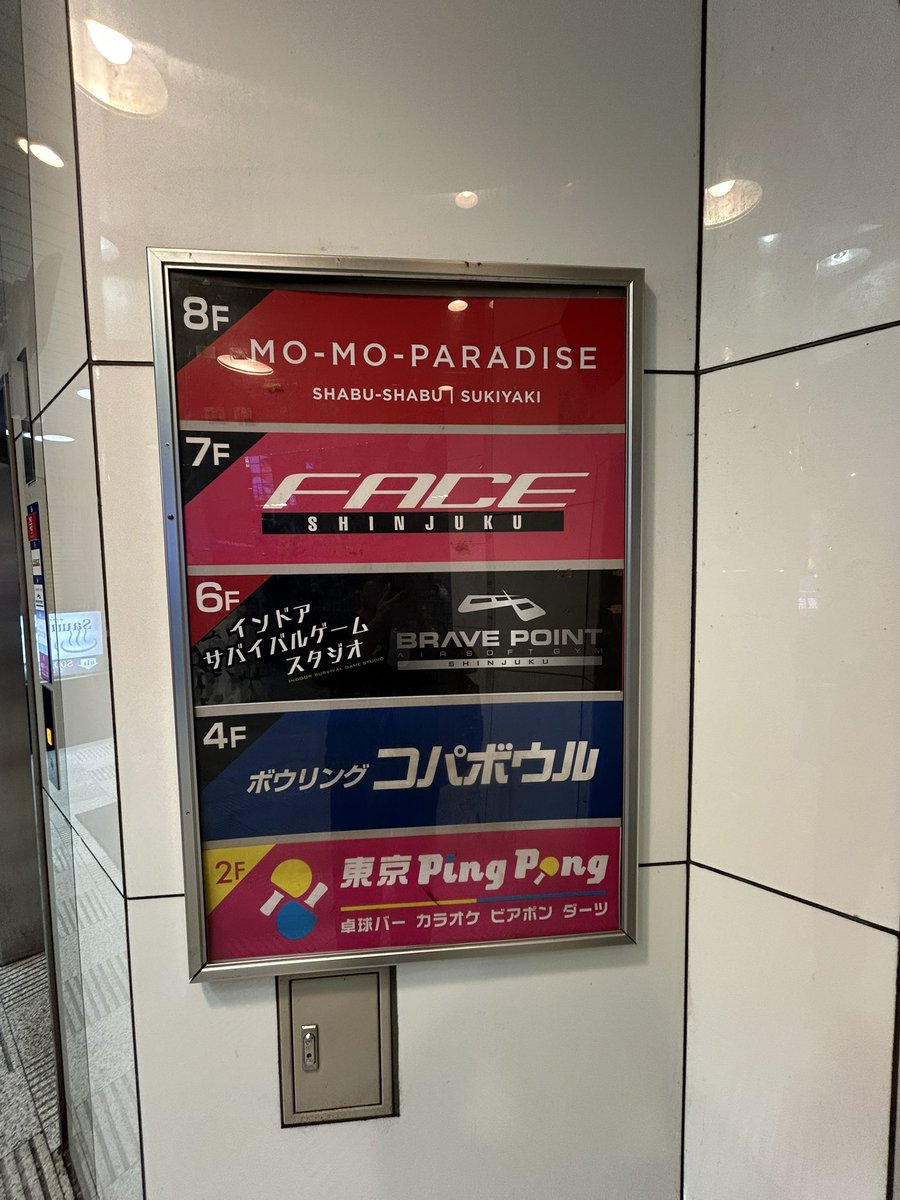 8F
MO-MO-PARADISE
SHABU-SHABU | SUKIYAKI
7F
FACE
SHINJUKU
6F
インドア
サバイバルゲーム
スタジオ
INDOOR SURVIVAL GAME STUDIO
BRAVE POINT
AIR SOFT GYM
SHINJUKU
4F
ボウリング コパボウル
2F
東京 Ping Pong
卓球バー カラオケ ビアポン ダーツ